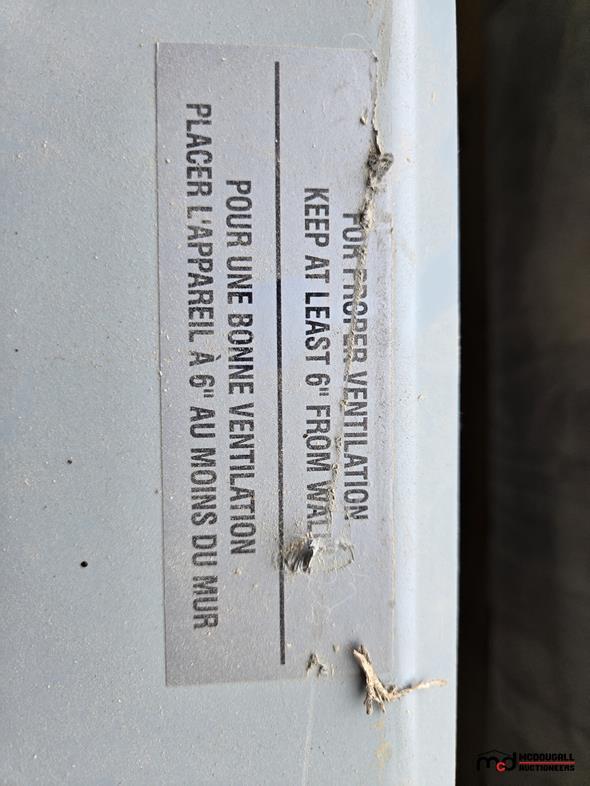 FOR PROPER VENTILATION
KEEP AT LEAST 6" FROM WALL
POUR UNE BONNE VENTILATION
PLACER L'APPAREIL À 6" AU MOINS DU MUR
mcd MCDOUGALL
AUCTIONEERS